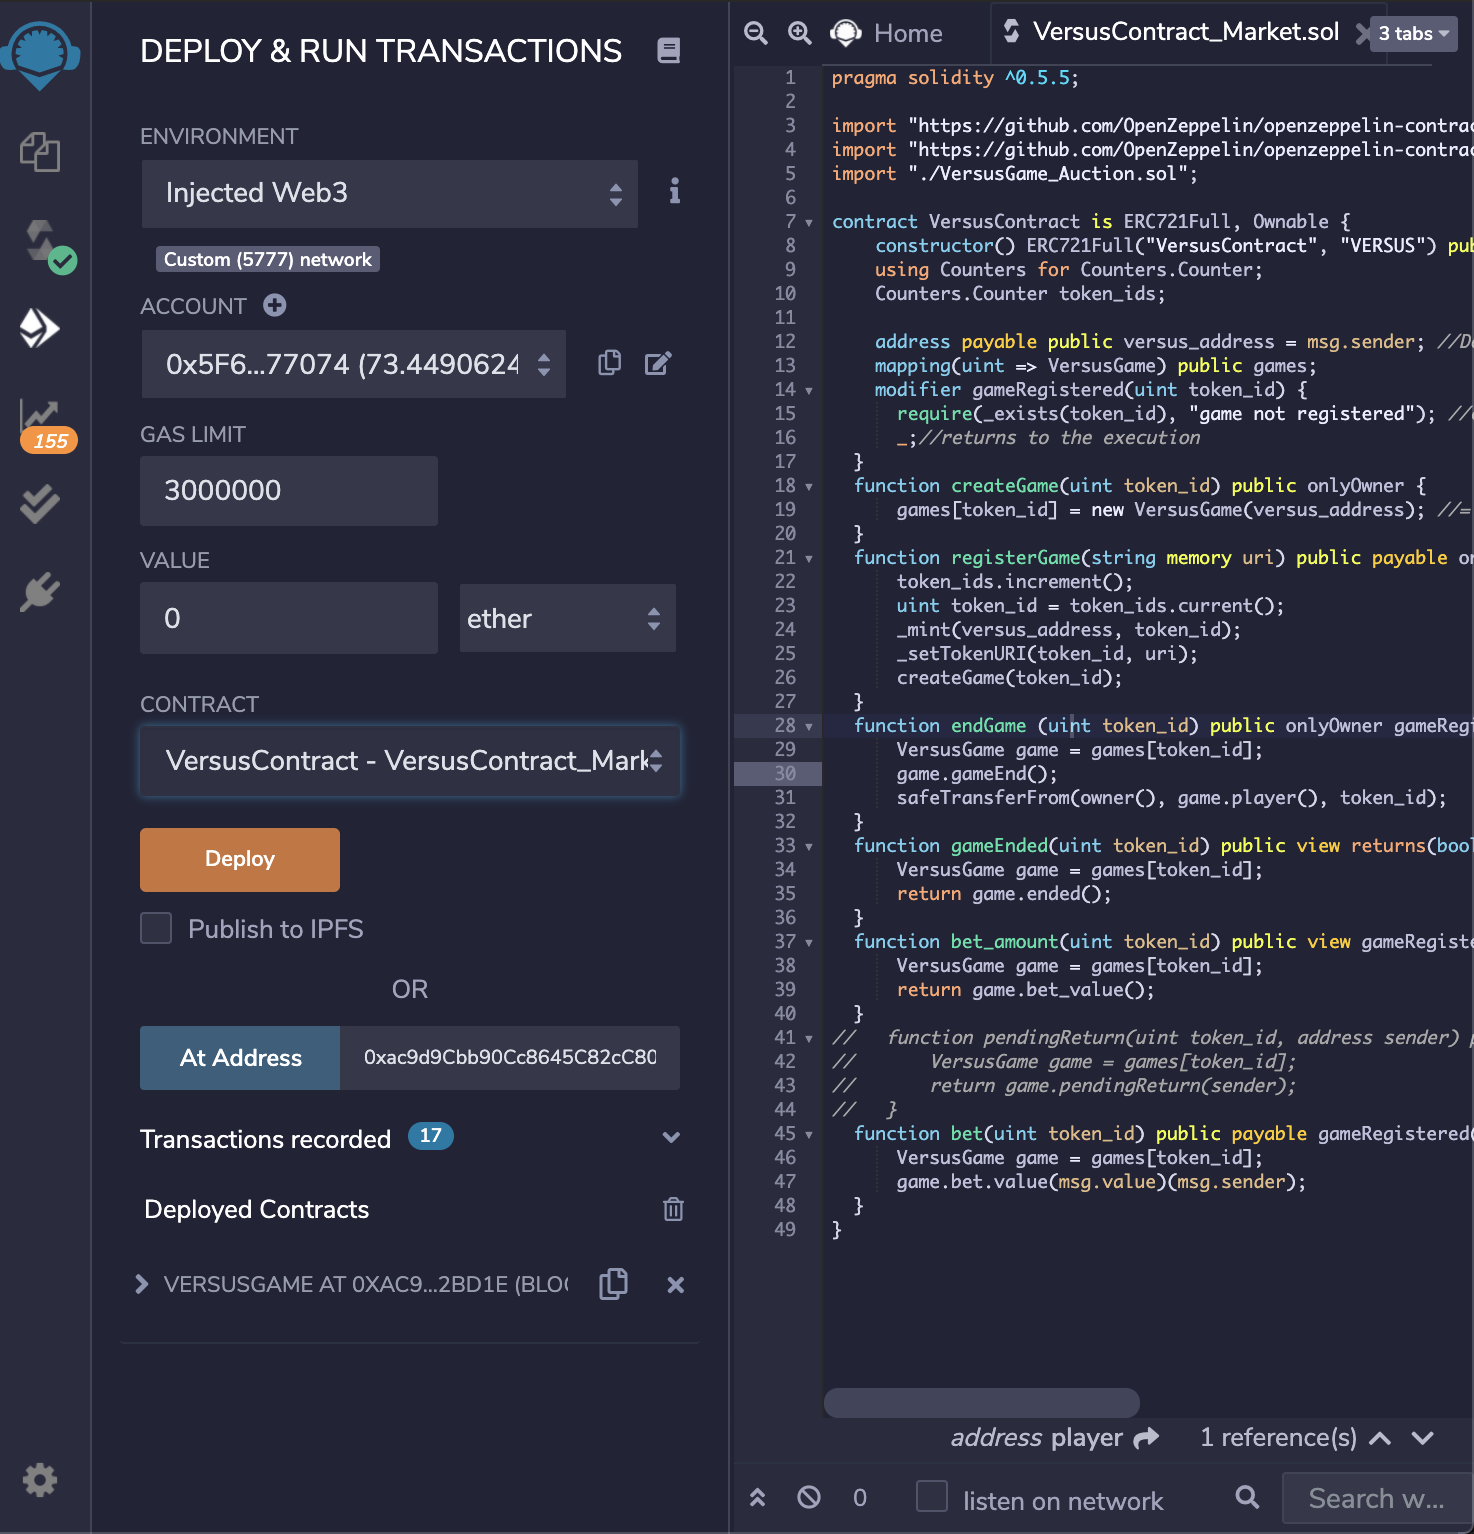 DEPLOY & RUN TRANSACTIONS
ENVIRONMENT
Injected Web3
Custom (5777) network
ACCOUNT
0x5F6...77074 (73.4490624
GAS LIMIT
3000000
VALUE
0
ether
CONTRACT
VersusContract - VersusContract_Mark
Deploy
Publish to IPFS
OR
At Address
0xac9d9Cbb90Cc8645C82cC80
Transactions recorded 17
Deployed Contracts
VERSUSGAME AT 0XAC9...2BD1E (BLOC
155
Home
VersusContract_Market.sol
3 tabs
1 pragma solidity ^0.5.5;
2
3 import "https://github.com/OpenZeppelin/openzeppelin-contrac
4 import "https://github.com/OpenZeppelin/openzeppelin-contrac
5 import "./VersusGame_Auction.sol";
6
7 contract VersusContract is ERC721Full, Ownable {
8 constructor() ERC721Full("VersusContract", "VERSUS") pub
9 using Counters for Counters.Counter;
10 Counters.Counter token_ids;
11
12 address payable public versus_address = msg.sender; //De
13 mapping(uint => VersusGame) public games;
14 modifier gameRegistered(uint token_id) {
15 require(_exists(token_id), "game not registered"); //
16 _;//returns to the execution
17 }
18 function createGame(uint token_id) public onlyOwner {
19 games[token_id] = new VersusGame(versus_address); //=
20 }
21 function registerGame(string memory uri) public payable on
22 token_ids.increment();
23 uint token_id = token_ids.current();
24 _mint(versus_address, token_id);
25 _setTokenURI(token_id, uri);
26 createGame(token_id);
27 }
28 function endGame (uint token_id) public onlyOwner gameRegi
29 VersusGame game = games[token_id];
30 game.gameEnd();
31 safeTransferFrom(owner(), game.player(), token_id);
32 }
33 function gameEnded(uint token_id) public view returns(bool
34 VersusGame game = games[token_id];
35 return game.ended();
36 }
37 function bet_amount(uint token_id) public view gameRegiste
38 VersusGame game = games[token_id];
39 return game.bet_value();
40 }
41 // function pendingReturn(uint token_id, address sender) p
42 // VersusGame game = games[token_id];
43 // return game.pendingReturn(sender);
44 // }
45 function bet(uint token_id) public payable gameRegistered(
46 VersusGame game = games[token_id];
47 game.bet.value(msg.value)(msg.sender);
48 }
49 }
address player 1 reference(s)
0 listen on network Search w...